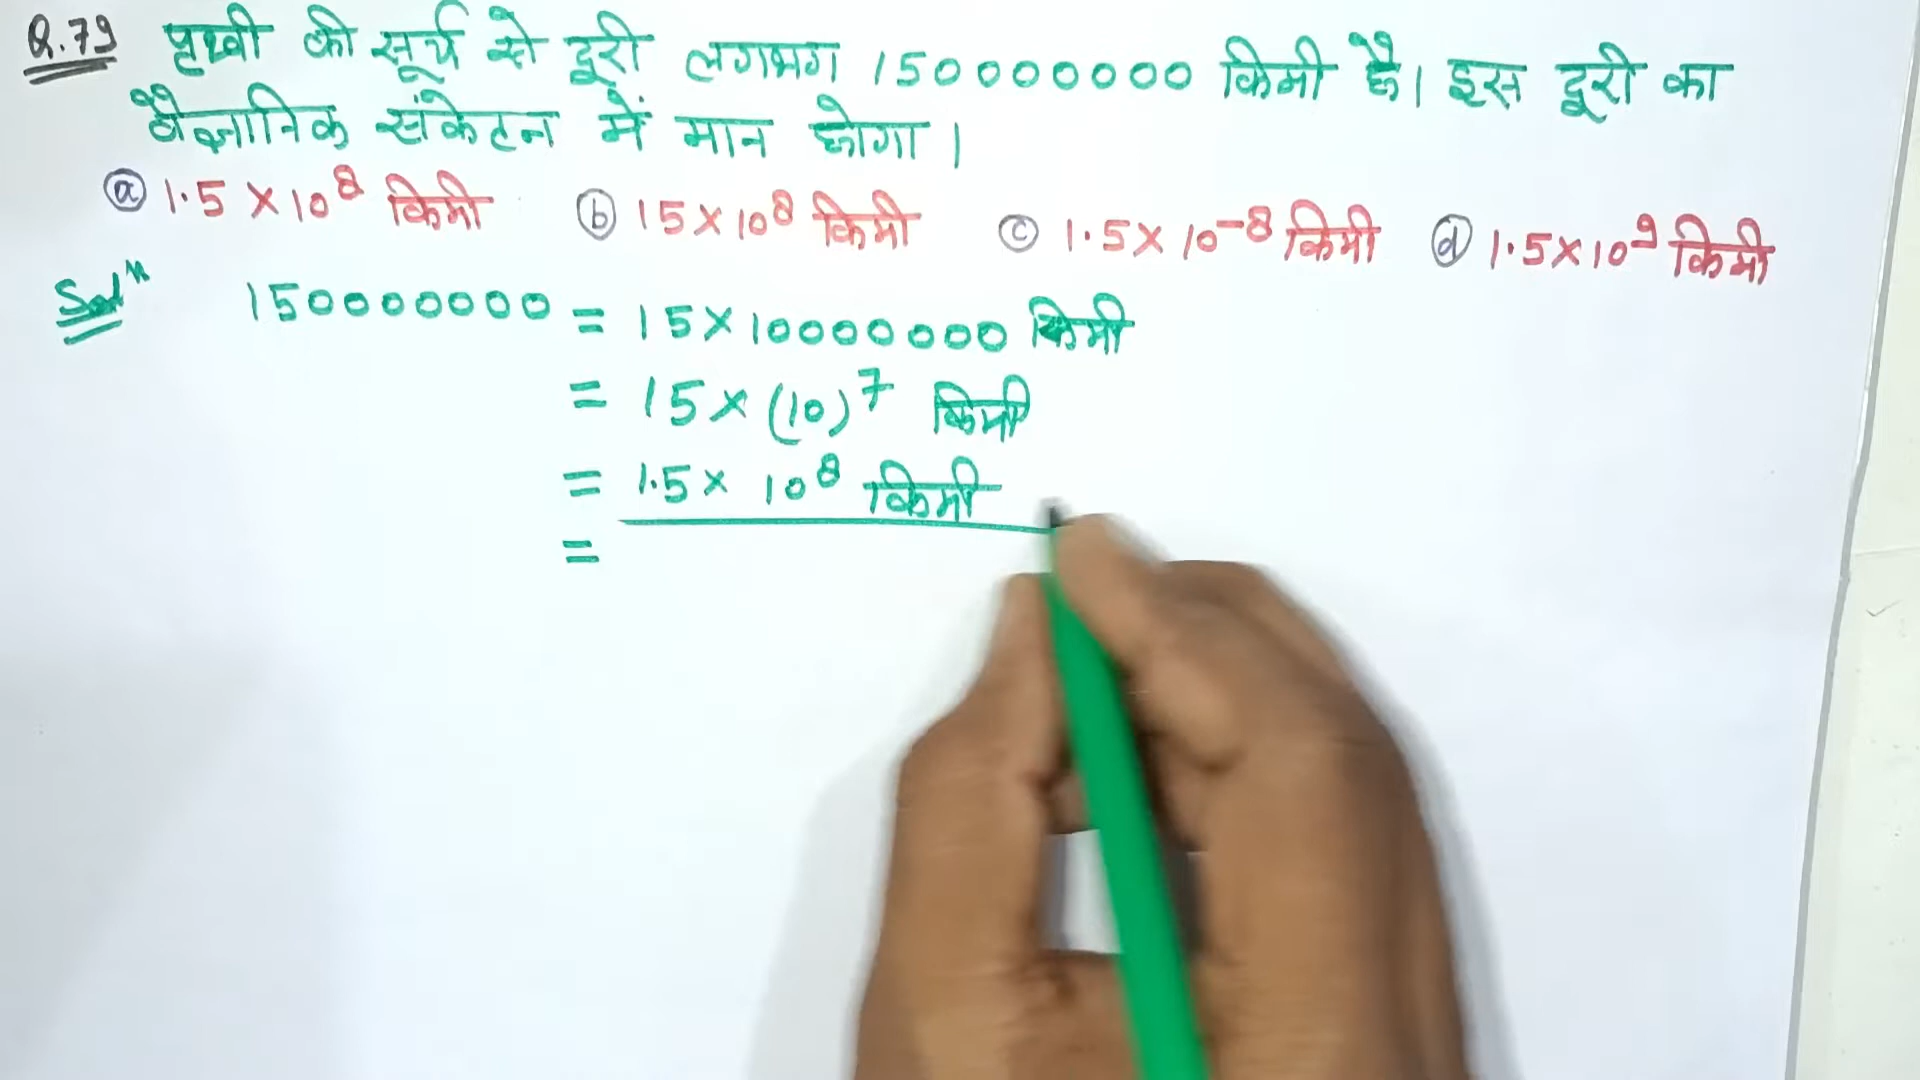 Q.79 पृथ्वी की सूर्य से दूरी लगभग 150000000 किमी है। इस दूरी का
वैज्ञानिक संकेटन में मान होगा।
(a) 1.5 × 10⁸ किमी (b) 15 × 10⁸ किमी (c) 1.5 × 10⁻⁸ किमी (d) 1.5 × 10⁹ किमी
Solⁿ 150000000 = 15 × 10000000 किमी
= 15 × (10)⁷ किमी
= 1.5 × 10⁸ किमी
=